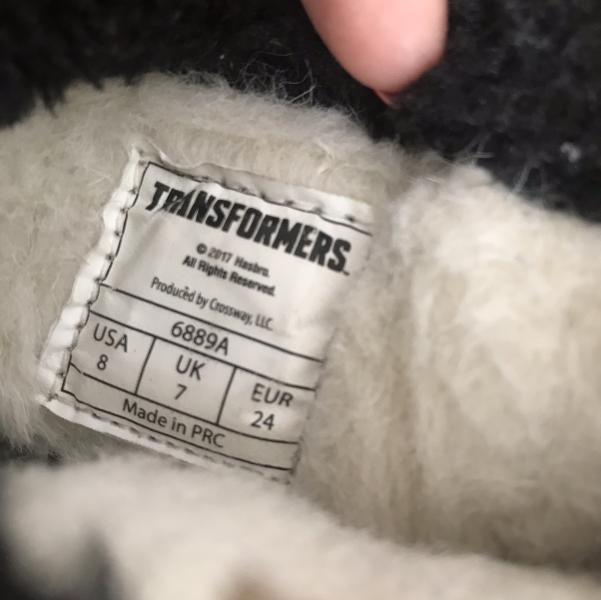 TRANSFORMERS
© 2017 Hasbro.
All Rights Reserved.
Produced by Crossway, LLC.
6889A
USA UK EUR
8 7 24
Made in PRC